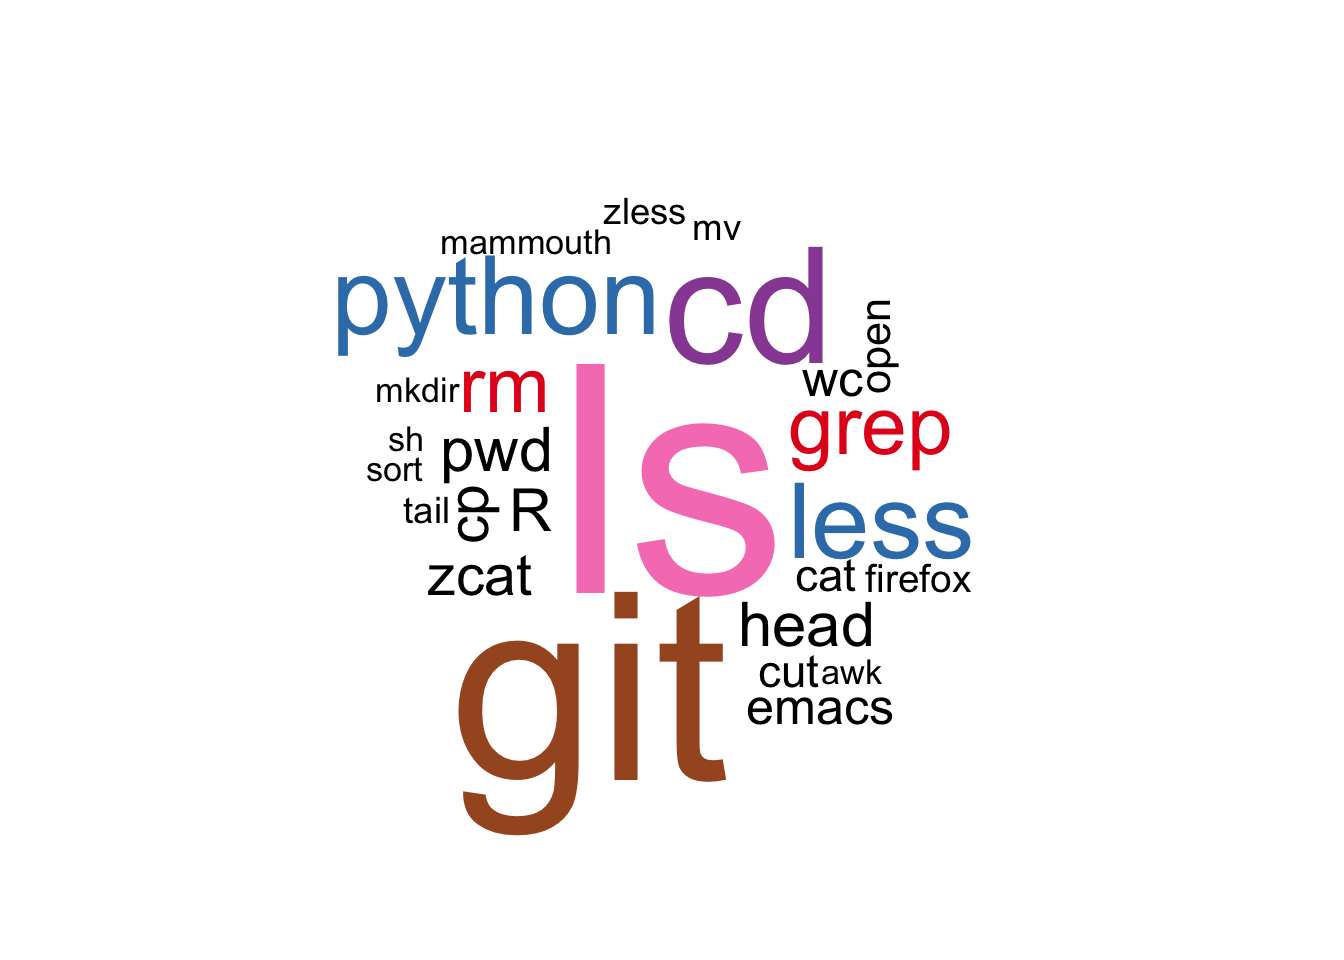 zless
mv
mammouth
python
cd
open
mkdir
rm
wc
ls
grep
sh
pwd
sort
tail
cp
R
less
zcat
cat
firefox
git
head
cut
awk
emacs